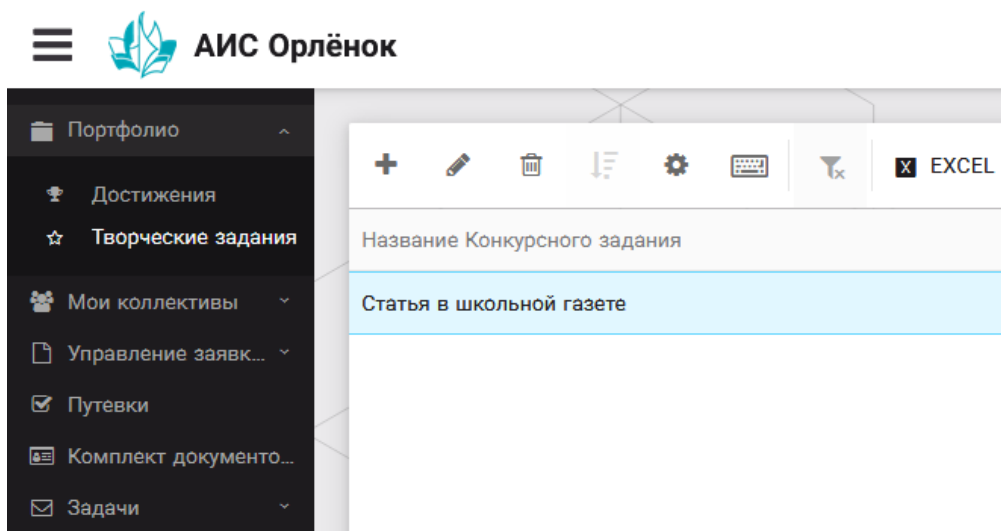 АИС Орлёнок
Портфолио
Достижения
Творческие задания
Мои коллективы
Управление заявк...
Путевки
Комплект документо...
Задачи
EXCEL
Название Конкурсного задания
Статья в школьной газете